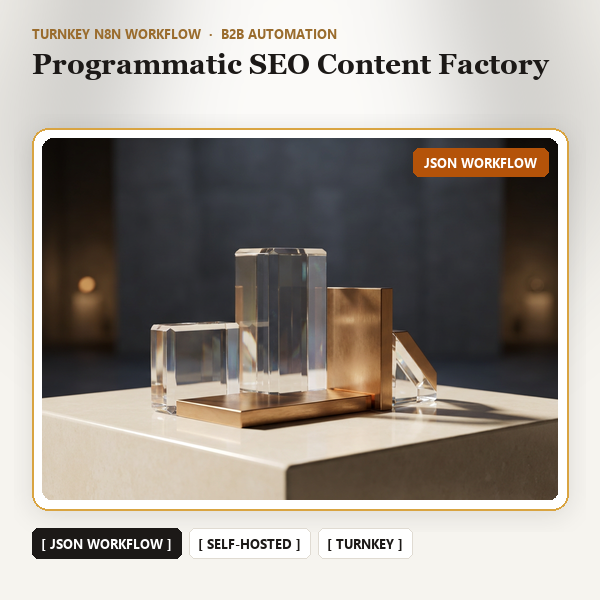 TURNKEY N8N WORKFLOW · B2B AUTOMATION
Programmatic SEO Content Factory
JSON WORKFLOW
[ JSON WORKFLOW ] [ SELF-HOSTED ] [ TURNKEY ]